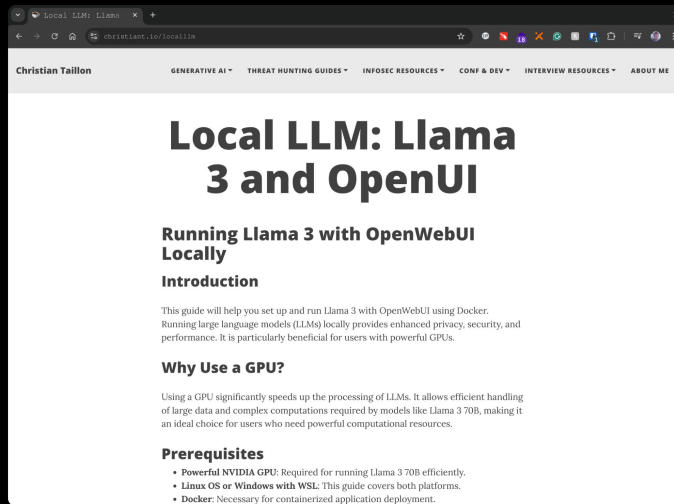 Local LLM: Llama
christiant.io/localllm
18
1
Christian Taillon
GENERATIVE AI
THREAT HUNTING GUIDES
INFOSEC RESOURCES
CONF & DEV
INTERVIEW RESOURCES
ABOUT ME
Local LLM: Llama
3 and OpenUI
Running Llama 3 with OpenWebUI
Locally
Introduction
This guide will help you set up and run Llama 3 with OpenWebUI using Docker.
Running large language models (LLMs) locally provides enhanced privacy, security, and
performance. It is particularly beneficial for users with powerful GPUs.
Why Use a GPU?
Using a GPU significantly speeds up the processing of LLMs. It allows efficient handling
of large data and complex computations required by models like Llama 3 70B, making it
an ideal choice for users who need powerful computational resources.
Prerequisites
• Powerful NVIDIA GPU: Required for running Llama 3 70B efficiently.
• Linux OS or Windows with WSL: This guide covers both platforms.
• Docker: Necessary for containerized application deployment.